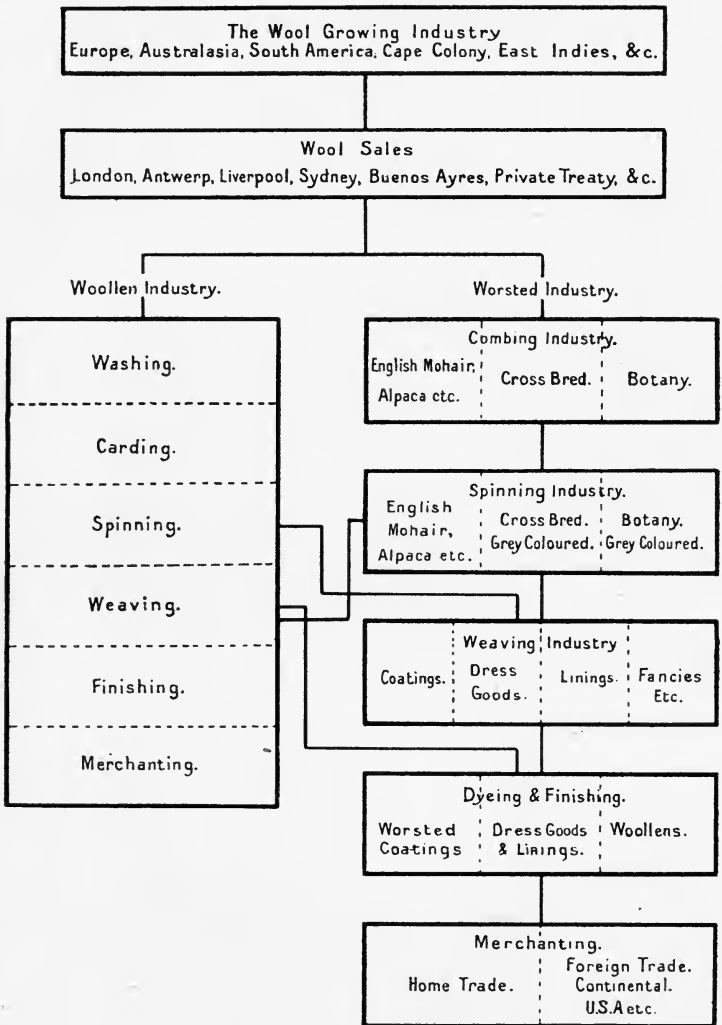 The Wool Growing Industry
Europe, Australasia, South America, Cape Colony, East Indies, &c.
Wool Sales
London, Antwerp, Liverpool, Sydney, Buenos Ayres, Private Treaty, &c.
Woollen Industry.
Washing.
Carding.
Spinning.
Weaving.
Finishing.
Merchanting.
Worsted Industry.
Combing Industry.
English Mohair,
Alpaca etc.
Cross Bred.
Botany.
Spinning Industry.
English
Mohair,
Alpaca etc.
Cross Bred.
Grey Coloured.
Botany.
Grey Coloured.
Weaving Industry
Coatings.
Dress
Goods.
Linings.
Fancies
Etc.
Dyeing & Finishing.
Worsted
Coatings
Dress Goods
& Linings.
Woollens.
Merchanting.
Home Trade.
Foreign Trade.
Continental.
U.S.A etc.